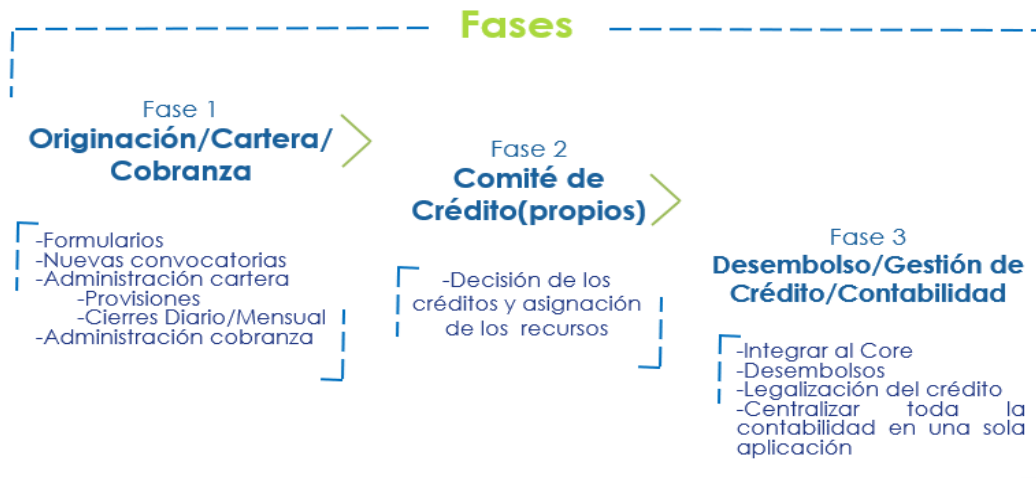 Fases
Fase 1
Originación/Cartera/
Cobranza
-Formularios
-Nuevas convocatorias
-Administración cartera
-Provisiones
-Cierres Diario/Mensual
-Administración cobranza
Fase 2
Comité de
Crédito(propios)
-Decisión de los
créditos y asignación
de los recursos
Fase 3
Desembolso/Gestión de
Crédito/Contabilidad
-Integrar al Core
-Desembolsos
-Legalización del crédito
-Centralizar toda la
contabilidad en una sola
aplicación